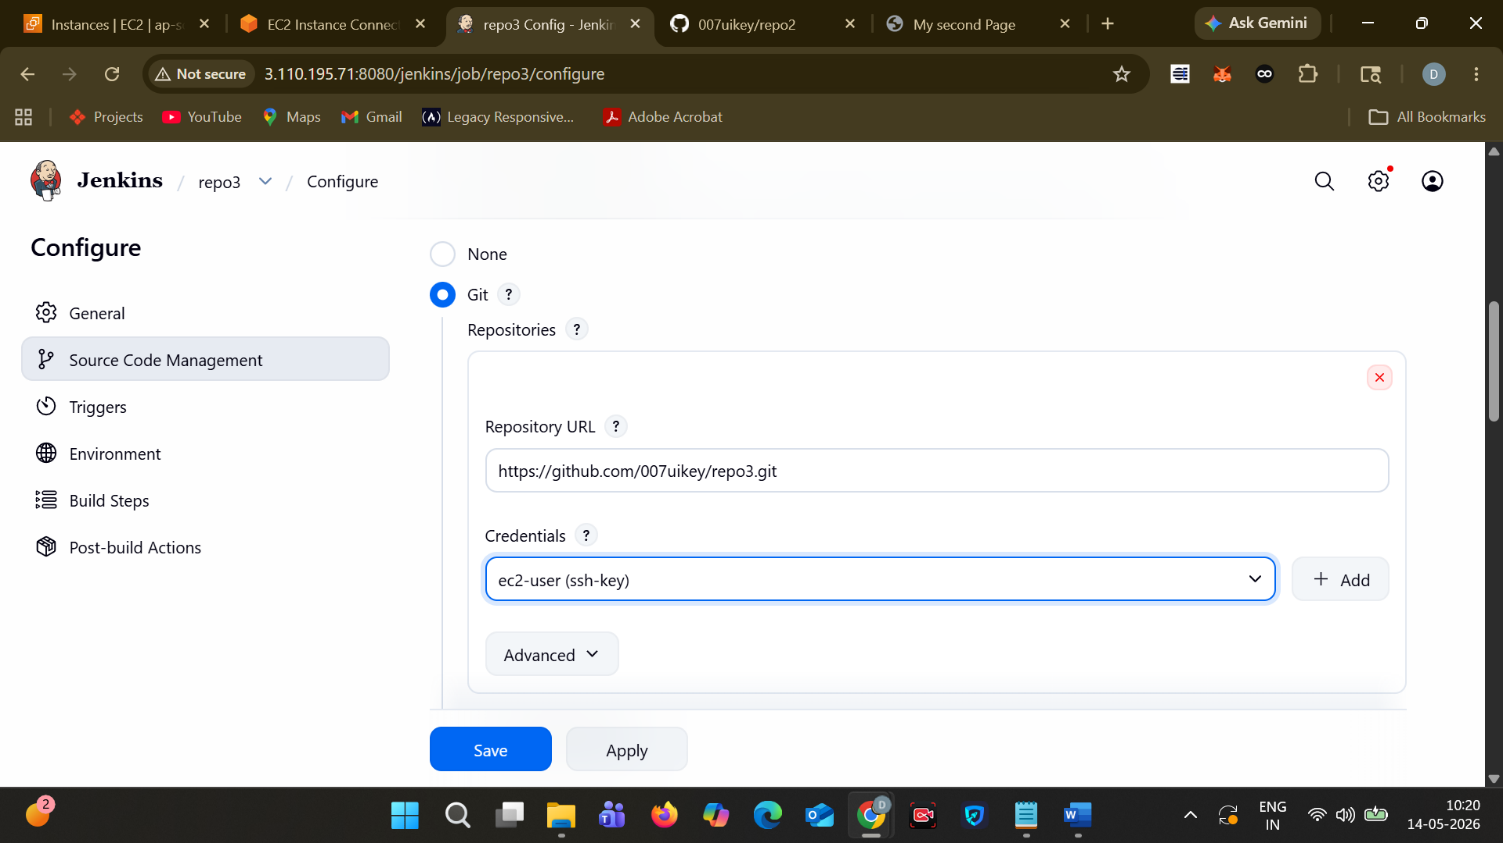 Instances | EC2 | ap-s
EC2 Instance Connect
repo3 Config - Jenkin
007uikey/repo2
My second Page
Ask Gemini
Not secure
3.110.195.71:8080/jenkins/job/repo3/configure
D
Projects
YouTube
Maps
Gmail
Legacy Responsive...
Adobe Acrobat
All Bookmarks
Jenkins / repo3 / Configure
Configure
General
Source Code Management
Triggers
Environment
Build Steps
Post-build Actions
None
Git ?
Repositories ?
Repository URL ?
https://github.com/007uikey/repo3.git
Credentials ?
ec2-user (ssh-key)
+ Add
Advanced
Save
Apply
2
D
ENG
IN
10:20
14-05-2026